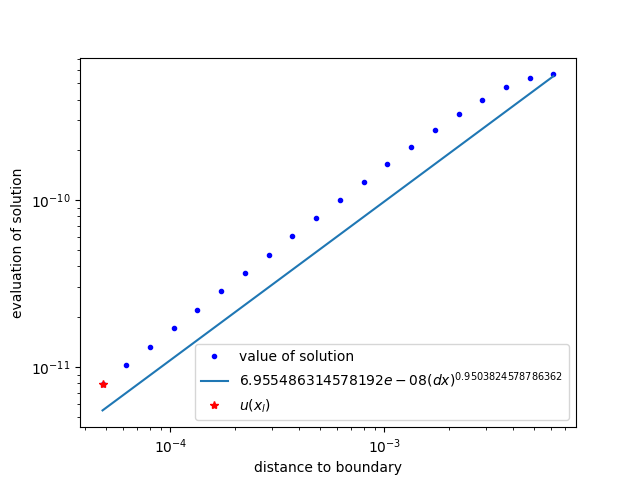 evaluation of solution
10^{-10}
10^{-11}
value of solution
6.955486314578192e − 08(dx)^{0.9503824578786362}
u(x_l)
10^{-4}
10^{-3}
distance to boundary